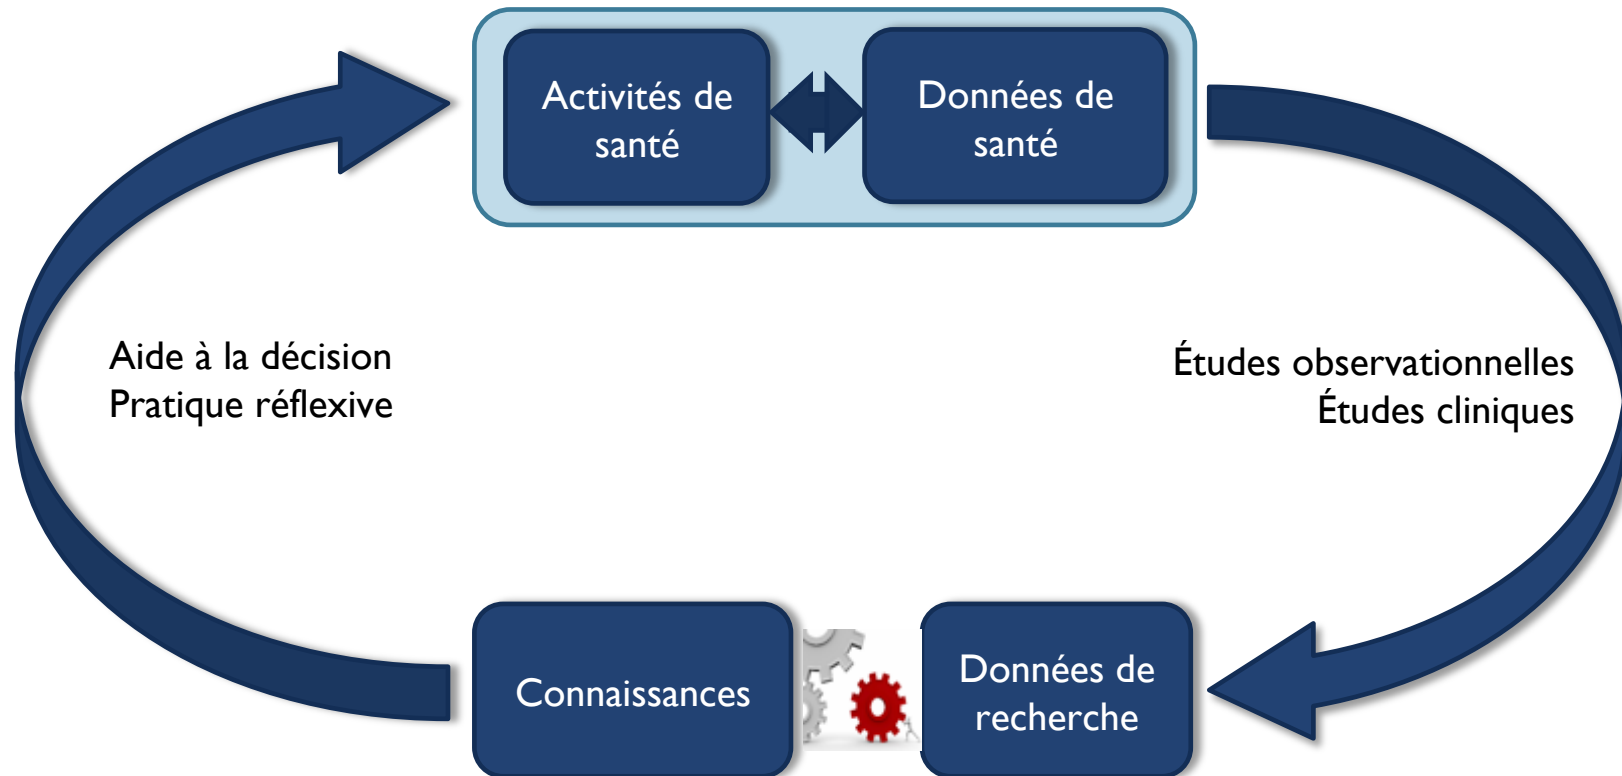 Activités de
santé
Données de
santé
Aide à la décision
Pratique réflexive
Études observationnelles
Études cliniques
Connaissances
Données de
recherche